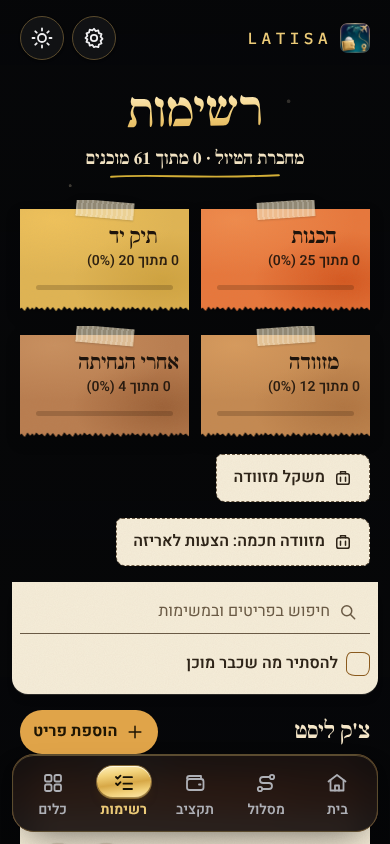 LATISA
רשימות
מחברת הטיול · 0 מתוך 61 מוכנים
הכנות
0 מתוך 25 (0%)
תיק יד
0 מתוך 20 (0%)
מזוודה
0 מתוך 12 (0%)
אחרי הנחיתה
0 מתוך 4 (0%)
משקל מזוודה
מזוודה חכמה: הצעות לאריזה
חיפוש בפריטים ובמשימות
להסתיר מה שכבר מוכן
צ'ק ליסט
הוספת פריט
בית
מסלול
תקציב
רשימות
כלים